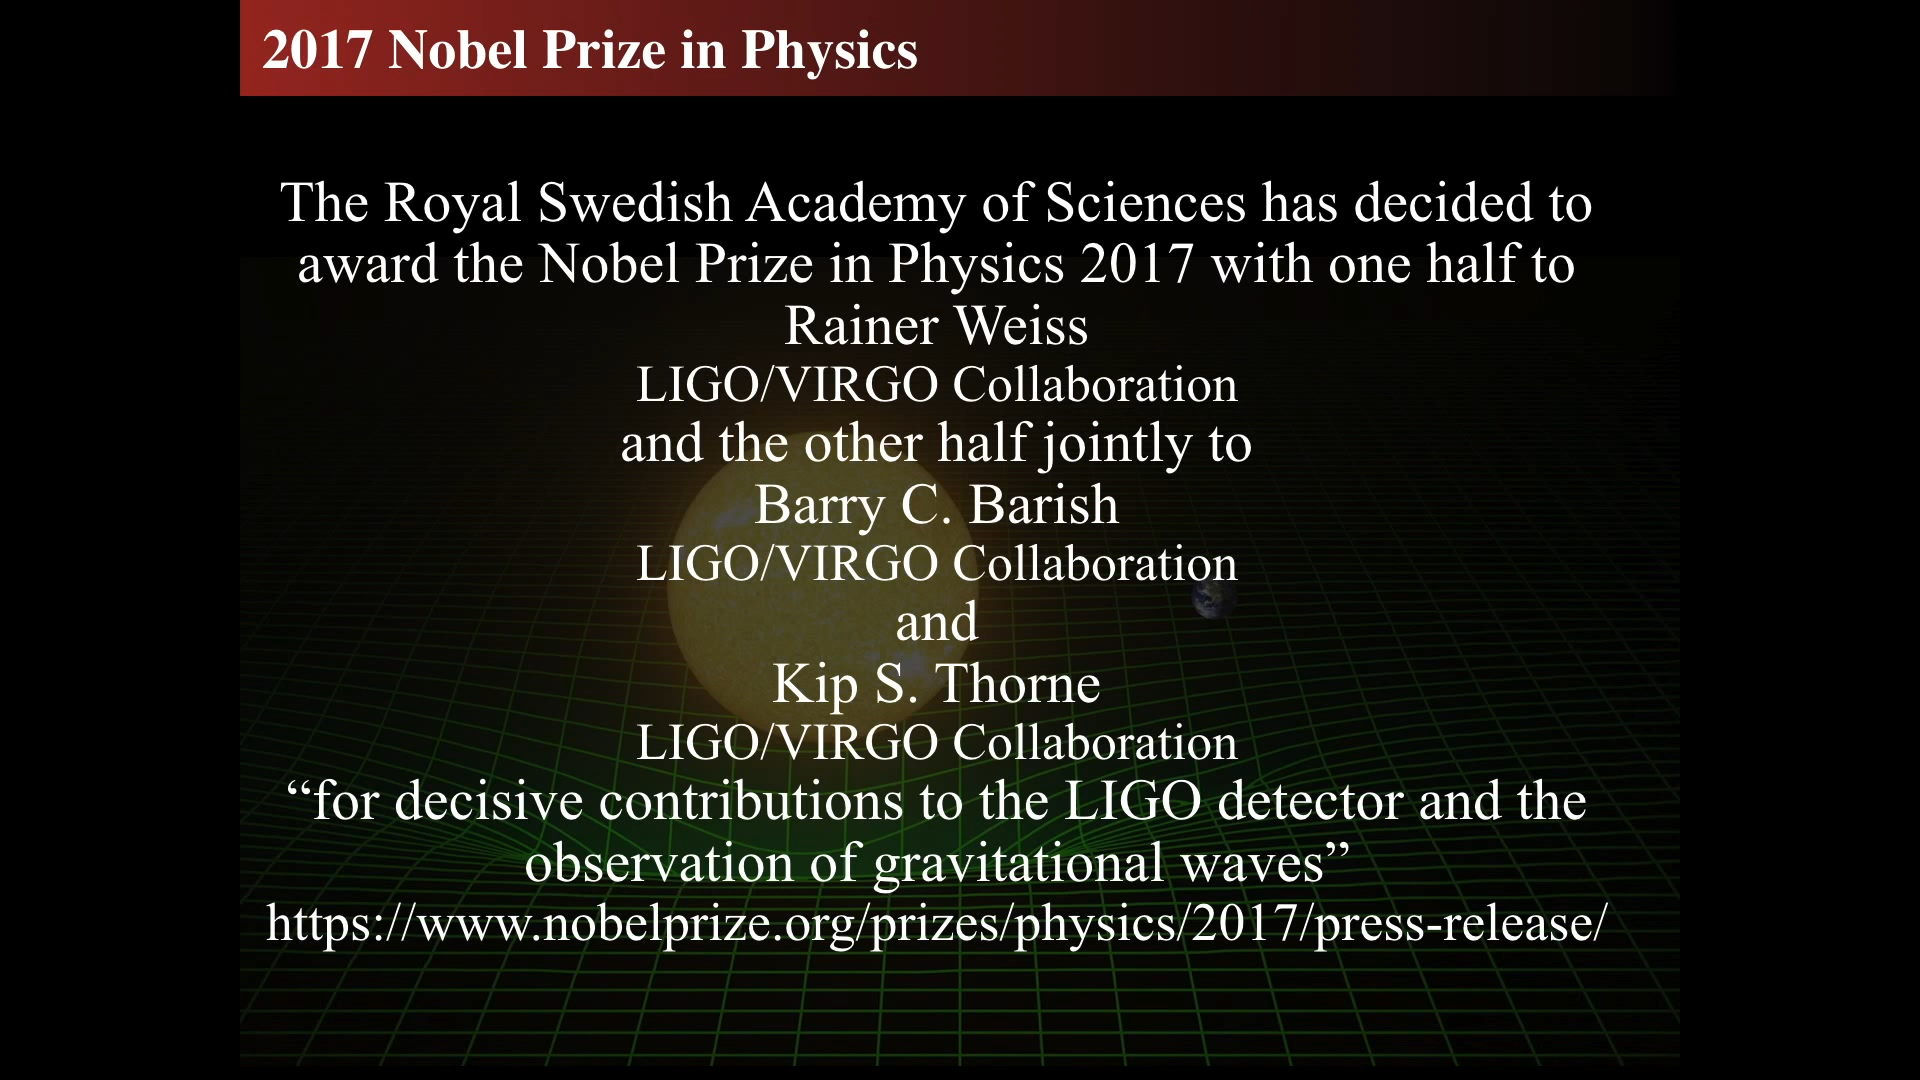 2017 Nobel Prize in Physics
The Royal Swedish Academy of Sciences has decided to
award the Nobel Prize in Physics 2017 with one half to
Rainer Weiss
LIGO/VIRGO Collaboration
and the other half jointly to
Barry C. Barish
LIGO/VIRGO Collaboration
and
Kip S. Thorne
LIGO/VIRGO Collaboration
“for decisive contributions to the LIGO detector and the
observation of gravitational waves”
https://www.nobelprize.org/prizes/physics/2017/press-release/